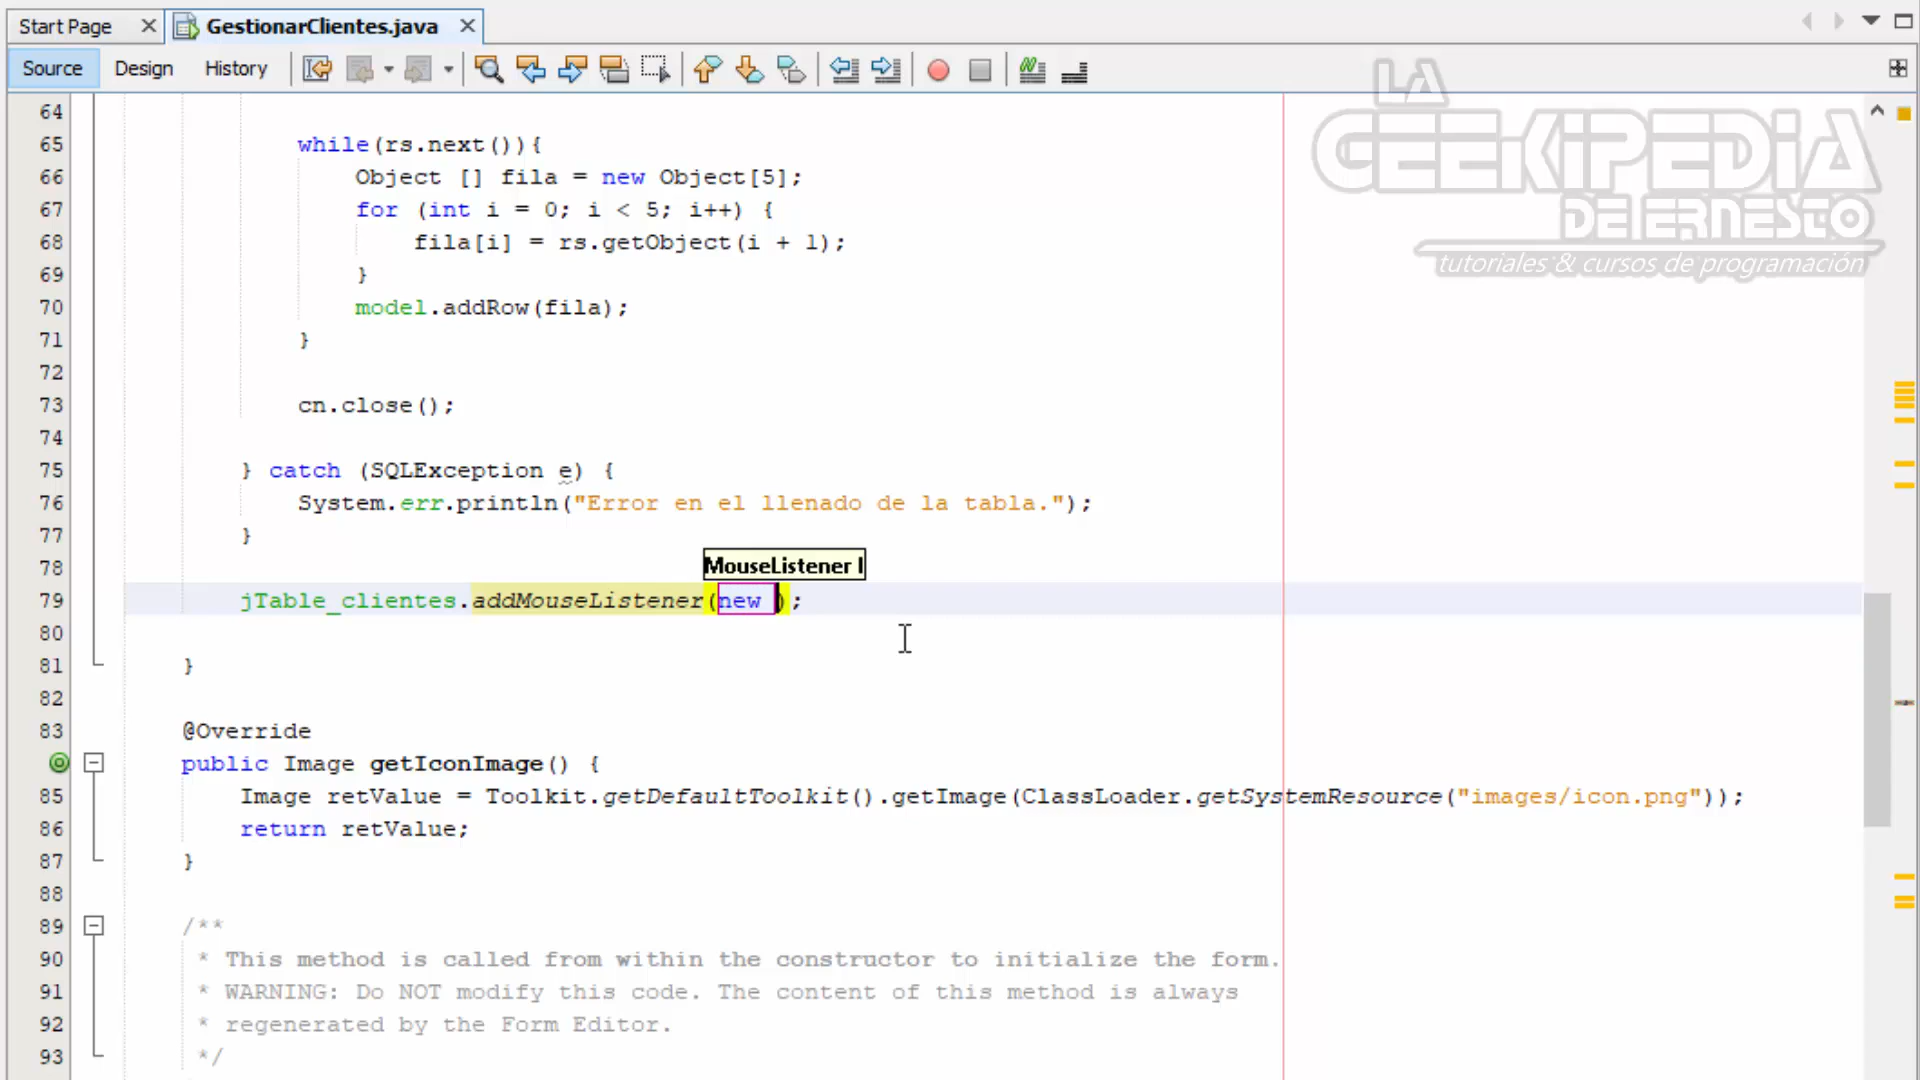 Start Page
GestionarClientes.java
Source Design History
LA
GEEKIPEDIA
DE ERNESTO
tutoriales & cursos de programación
64
65 while(rs.next()){
66 Object [] fila = new Object[5];
67 for (int i = 0; i < 5; i++) {
68 fila[i] = rs.getObject(i + 1);
69 }
70 model.addRow(fila);
71 }
72
73 cn.close();
74
75 } catch (SQLException e) {
76 System.err.println("Error en el llenado de la tabla.");
77 }
MouseListener l
78
79 jTable_clientes.addMouseListener(new );
80
81 }
82
83 @Override
public Image getIconImage() {
85 Image retValue = Toolkit.getDefaultToolkit().getImage(ClassLoader.getSystemResource("images/icon.png"));
86 return retValue;
87 }
88
89 /**
90 * This method is called from within the constructor to initialize the form.
91 * WARNING: Do NOT modify this code. The content of this method is always
92 * regenerated by the Form Editor.
93 */